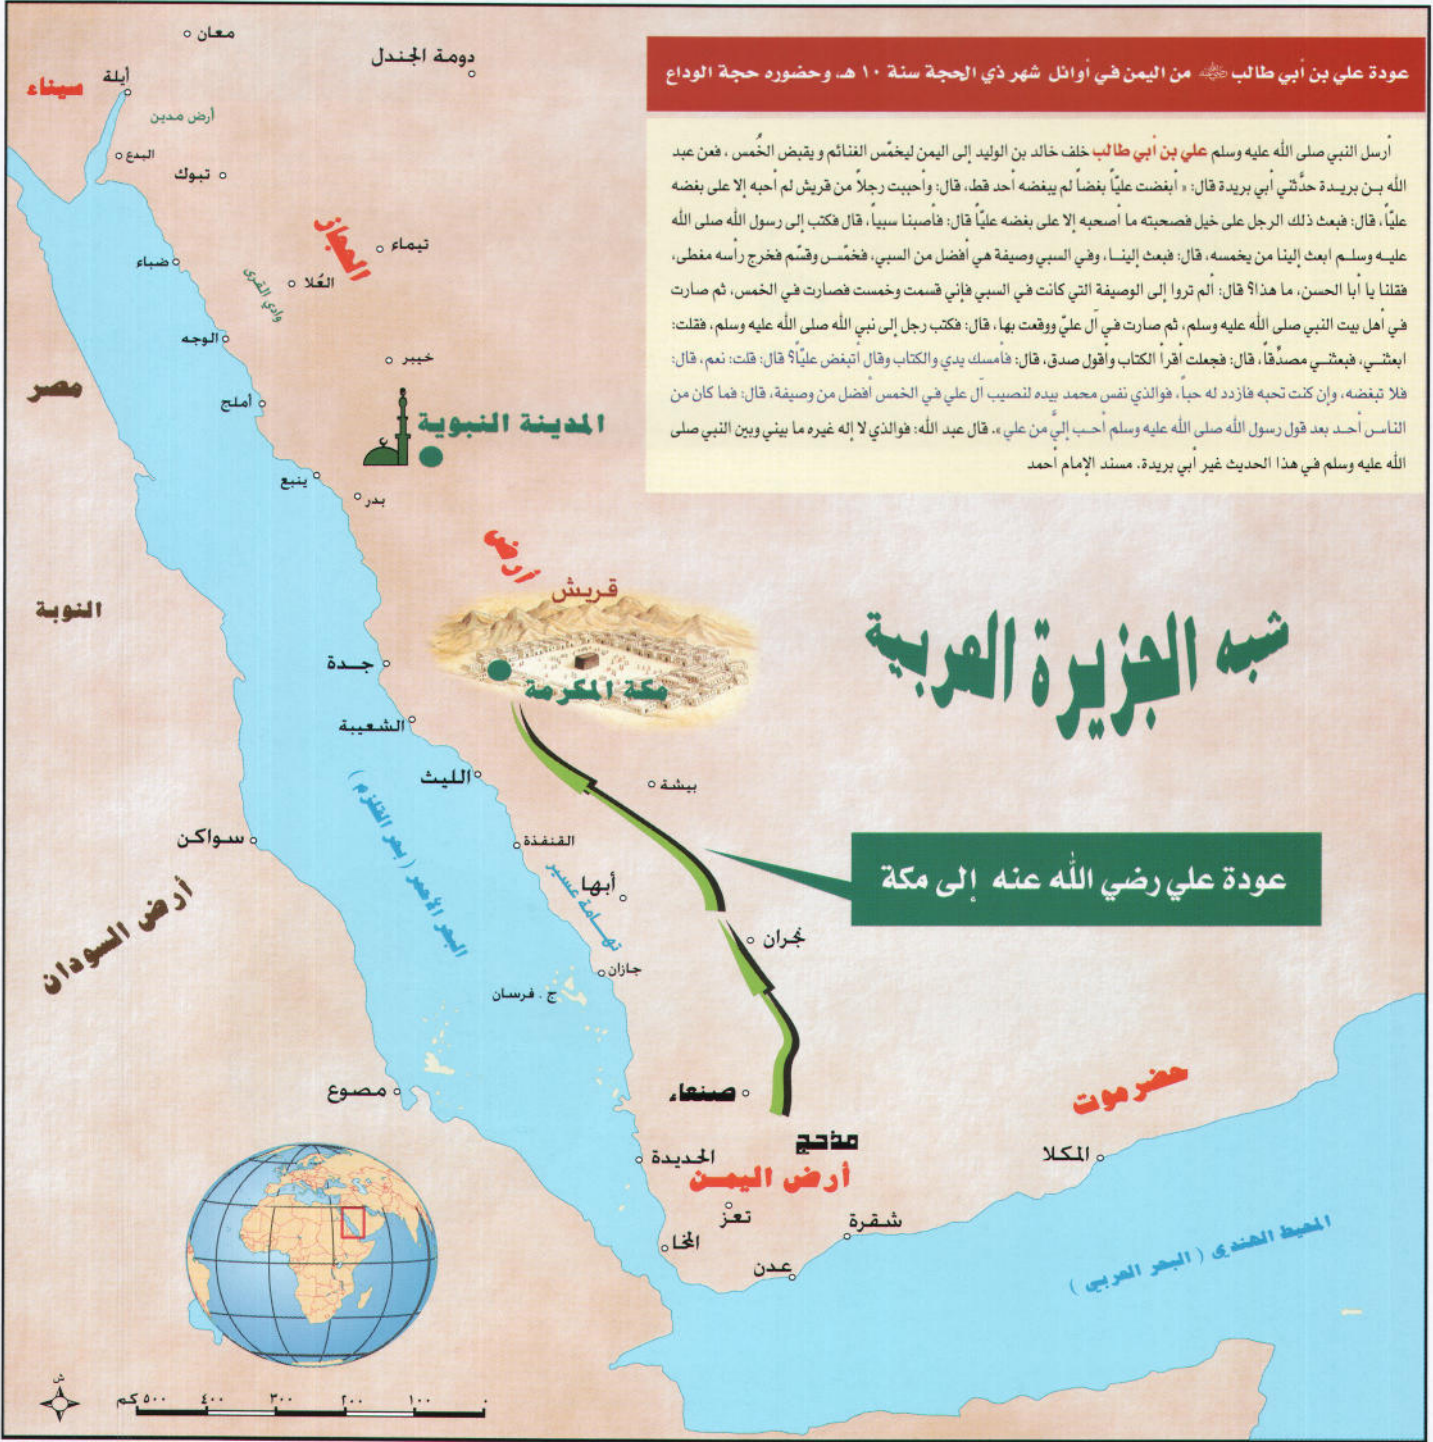 عودة علي بن أبي طالب ﷺ من اليمن في أوائل شهر ذي الحجة سنة ١٠ هـ، وحضوره حجة الوداع
أرسل النبي صلى الله عليه وسلم علي بن أبي طالب خلف خالد بن الوليد إلى اليمن ليخمّس الغنائم و يقبض الخُمس ، فعن عبد
الله بـن بريـدة حدَّثني أبي بريدة قال: « أبغضت عليّاً بغضاً لم يبغضه أحد قط، قال: وأحببت رجلاً من قريش لم أحبه إلا على بغضه
عليّاً، قال: فبعث ذلك الرجل على خيل فصحبته ما أصحبه إلا على بغضه عليّاً قال: فأصبنا سبياً، قال فكتب إلى رسول الله صلى الله
عليـه وسلـم ابعث إلينا من يخمسه، قال: فبعث إلينـا، وفي السبي وصيفة هي أفضل من السبي، فخمّس وقسّم فخرج رأسه مغطى،
فقلنا يا أبا الحسن، ما هذا؟ قال: ألم تروا إلى الوصيفة التي كانت في السبي فإني قسمت وخمست فصارت في الخمس، ثم صارت
في أهل بيت النبي صلى الله عليه وسلم، ثم صارت في آل عليّ ووقعت بها، قال: فكتب رجل إلى نبي الله صلى الله عليه وسلم، فقلت:
ابعثنـي، فبعثنـي مصدِّقاً، قال: فجعلت أقرأ الكتاب وأقول صدق، قال: فأمسك يدي والكتاب وقال أتبغض عليّاً؟ قال: قلت: نعم، قال:
فلا تبغضه، وإن كنت تحبه فازدد له حباً، فوالذي نفس محمد بيده لنصيب آل علي في الخمس أفضل من وصيفة، قال: فما كان من
الناس أحـد بعد قول رسول الله صلى الله عليه وسلم أحـب إليَّ من علي ». قال عبد الله: فوالذي لا إله غيره ما بيني وبين النبي صلى
الله عليه وسلم في هذا الحديث غير أبي بريدة. مسند الإمام أحمد
معان
دومة الجندل
سيناء
أيلة
أرض مدين
البدع
تبوك
الحجاز
تيماء
ضباء
العُلا
وادي القرى
الوجه
خيبر
مصر
أملج
المدينة النبوية
ينبع
بدر
أرض
قريش
النوبة
شبه الجزيرة العربية
جـدة
مكة المكرمة
الشعيبة
الليث
بيشة
البحر الأحمر ( بحر القلزم )
سواكن
القنفذة
أبها
تهـامة عسير
عودة علي رضي الله عنه إلى مكة
أرض السودان
نجران
جازان
ج . فرسان
صنعاء
مصوع
حضرموت
مذحج
المكلا
الحديدة
أرض اليمـن
تعز
شقرة
المخا
عدن
المحيط الهندي ( البحر العربي )
ش
٥٠٠ كم ٤٠٠ ٣٠٠ ٢٠٠ ١٠٠ ٠